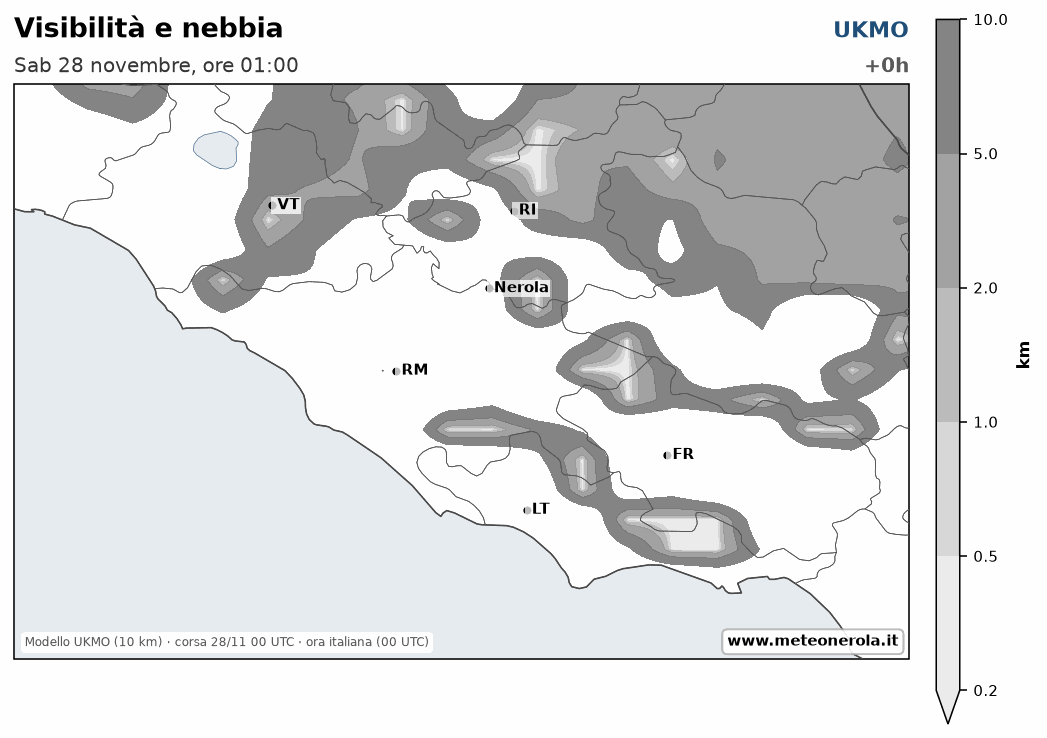 Visibilità e nebbia
UKMO
Sab 28 novembre, ore 01:00
+0h
VT
RI
Nerola
RM
FR
LT
Modello UKMO (10 km) · corsa 28/11 00 UTC · ora italiana (00 UTC)
www.meteonerola.it
10.0
5.0
2.0
1.0
0.5
0.2
km